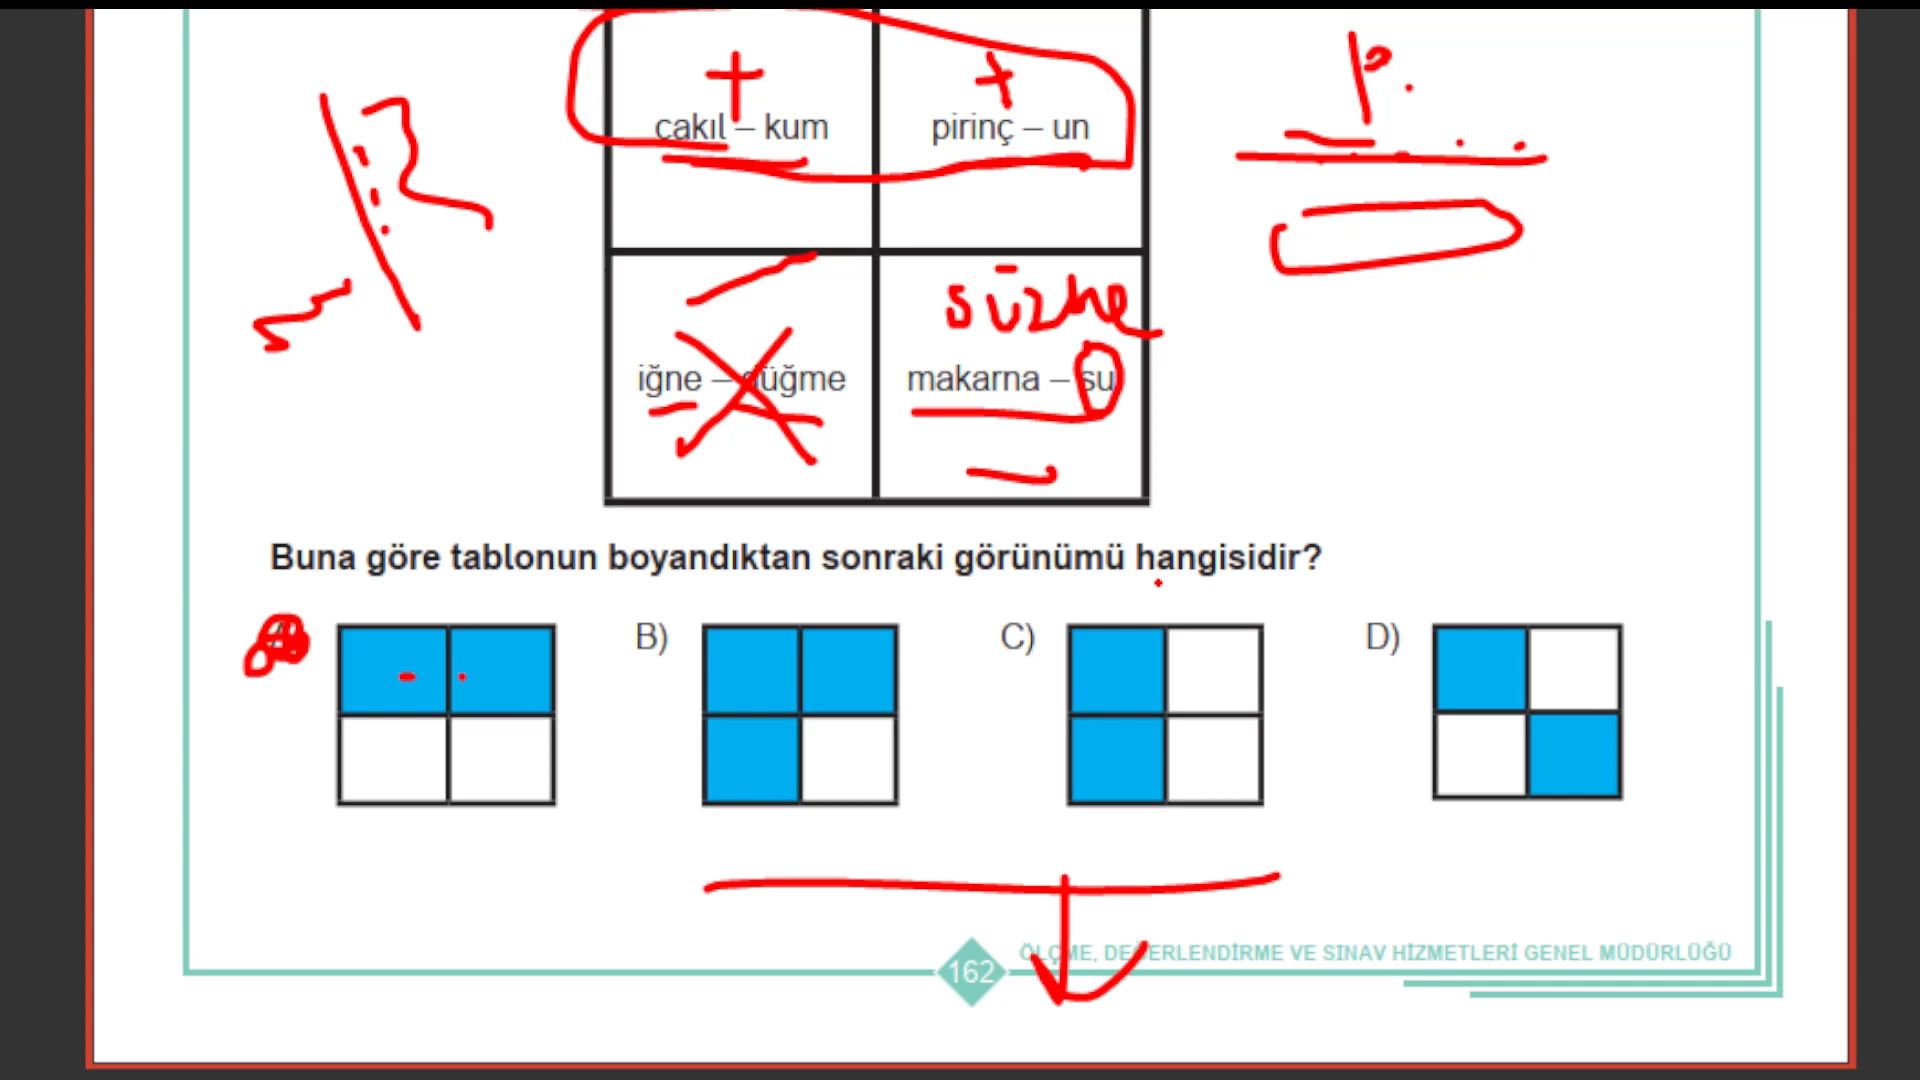 cakıl – kum
pirinç – un
süzme
iğne – düğme
makarna – su
Buna göre tablonun boyandıktan sonraki görünümü hangisidir?
B)
C)
D)
ÖLÇME, DEĞERLENDİRME VE SINAV HİZMETLERİ GENEL MÜDÜRLÜĞÜ
162